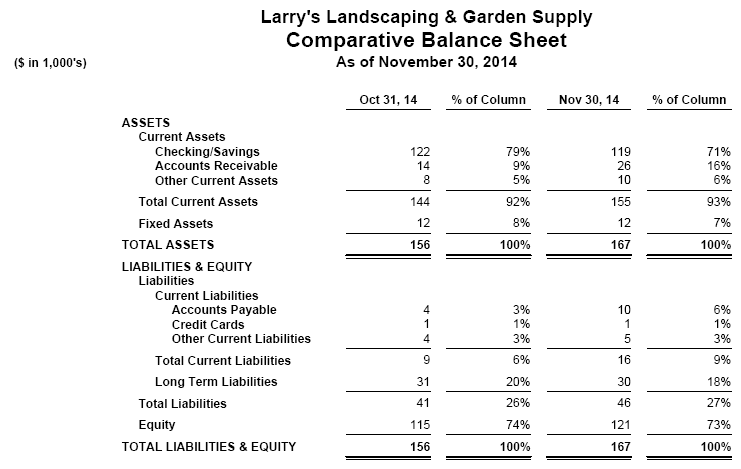 Larry's Landscaping & Garden Supply
Comparative Balance Sheet
($ in 1,000's) As of November 30, 2014
Oct 31, 14 % of Column Nov 30, 14 % of Column
ASSETS
Current Assets
Checking/Savings 122 79% 119 71%
Accounts Receivable 14 9% 26 16%
Other Current Assets 8 5% 10 6%
Total Current Assets 144 92% 155 93%
Fixed Assets 12 8% 12 7%
TOTAL ASSETS 156 100% 167 100%
LIABILITIES & EQUITY
Liabilities
Current Liabilities
Accounts Payable 4 3% 10 6%
Credit Cards 1 1% 1 1%
Other Current Liabilities 4 3% 5 3%
Total Current Liabilities 9 6% 16 9%
Long Term Liabilities 31 20% 30 18%
Total Liabilities 41 26% 46 27%
Equity 115 74% 121 73%
TOTAL LIABILITIES & EQUITY 156 100% 167 100%